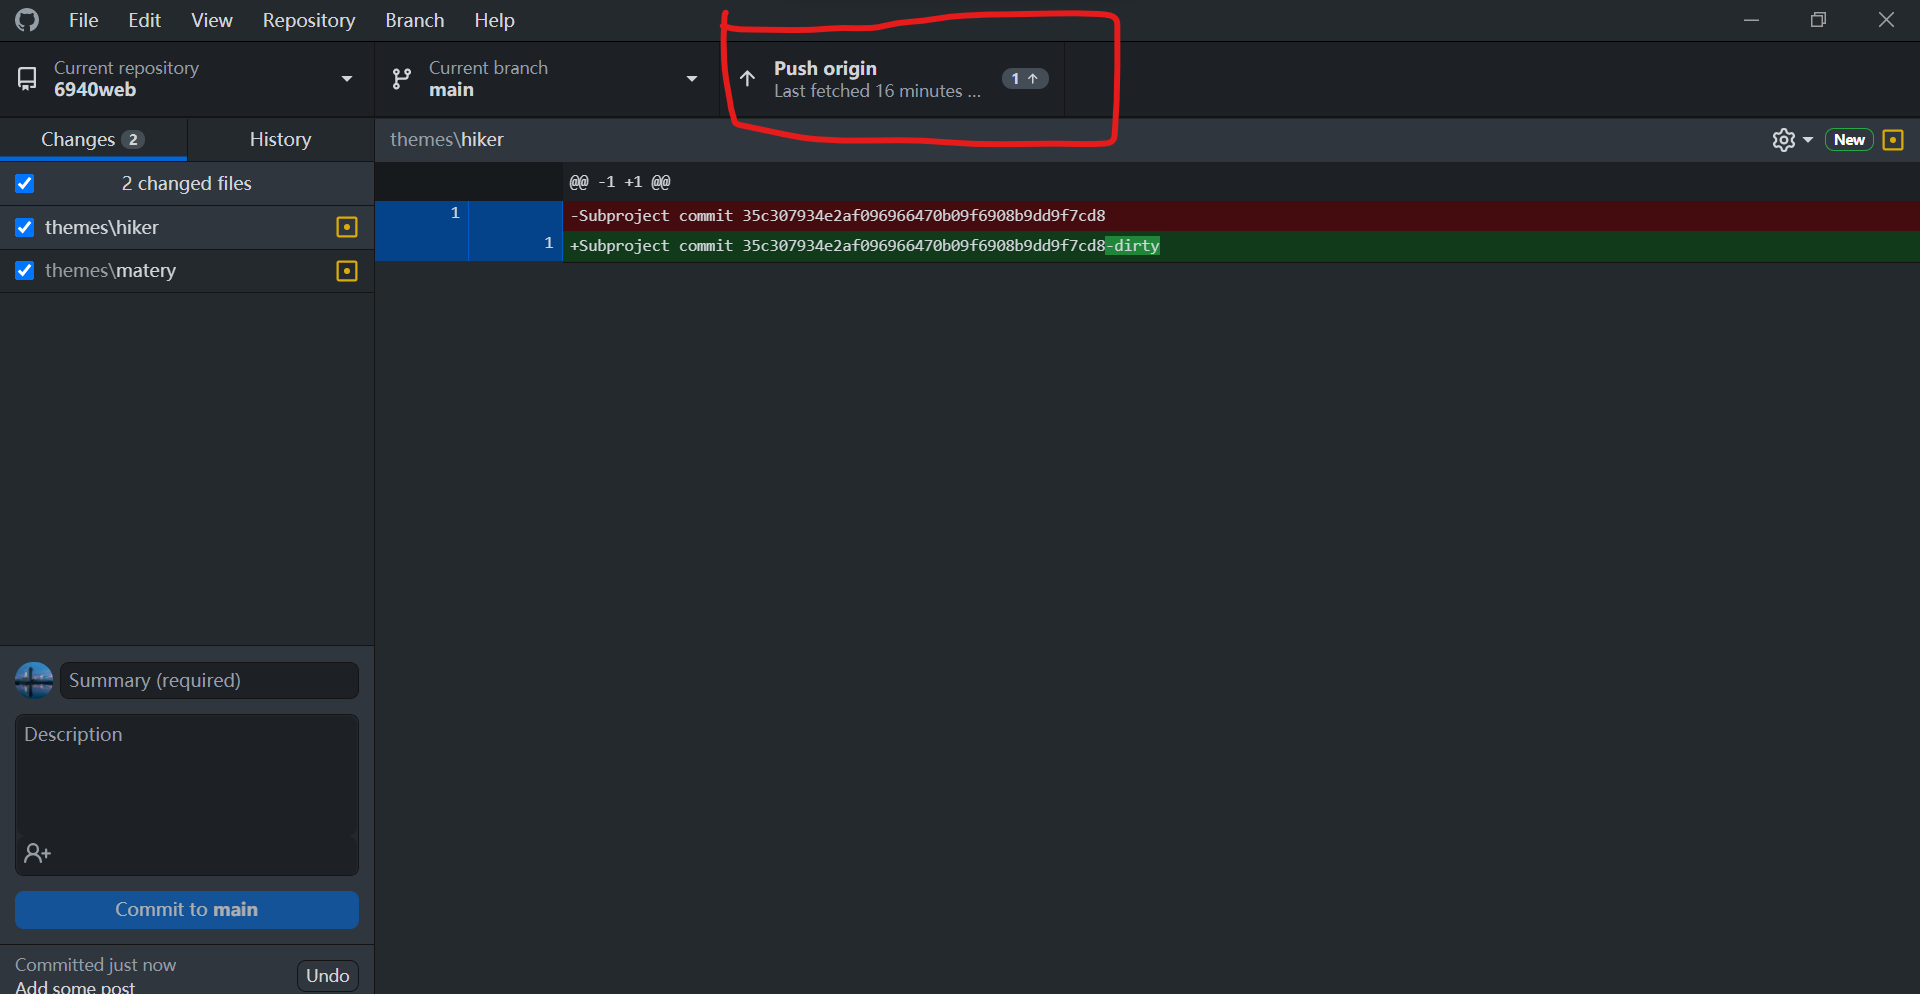 File Edit View Repository Branch Help
Current repository
6940web
Current branch
main
Push origin
Last fetched 16 minutes ...
1
Changes 2
History
themes\hiker
New
2 changed files
themes\hiker
themes\matery
@@ -1 +1 @@
1 -Subproject commit 35c307934e2af096966470b09f6908b9dd9f7cd8
1 +Subproject commit 35c307934e2af096966470b09f6908b9dd9f7cd8-dirty
Summary (required)
Description
Commit to main
Committed just now
Add some post
Undo